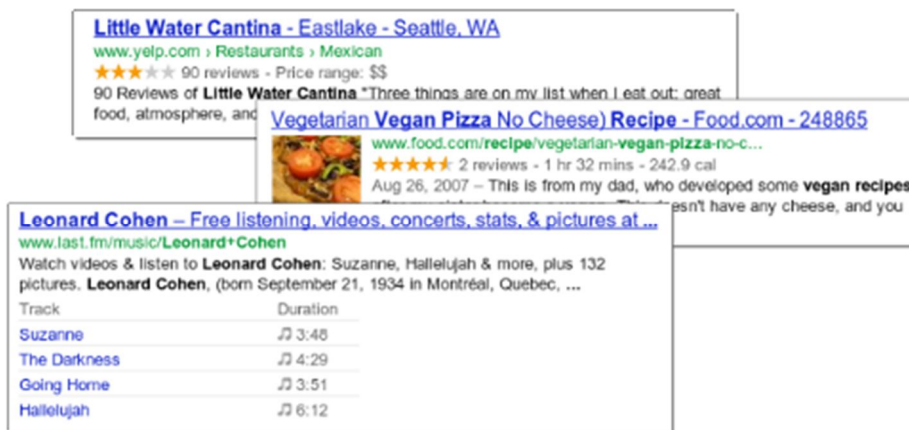 Little Water Cantina - Eastlake - Seattle, WA
www.yelp.com › Restaurants › Mexican
90 reviews - Price range: $$
90 Reviews of Little Water Cantina "Three things are on my list when I eat out: great
food, atmosphere, and
Vegetarian Vegan Pizza No Cheese) Recipe - Food.com - 248865
www.food.com/recipe/vegetarian-vegan-pizza-no-c...
2 reviews - 1 hr 32 mins - 242.9 cal
Aug 26, 2007 – This is from my dad, who developed some vegan recipes
This doesn't have any cheese, and you
Leonard Cohen – Free listening, videos, concerts, stats, & pictures at ...
www.last.fm/music/Leonard+Cohen
Watch videos & listen to Leonard Cohen: Suzanne, Hallelujah & more, plus 132
pictures. Leonard Cohen, (born September 21, 1934 in Montréal, Quebec, ...
Track Duration
Suzanne 3:48
The Darkness 4:29
Going Home 3:51
Hallelujah 6:12